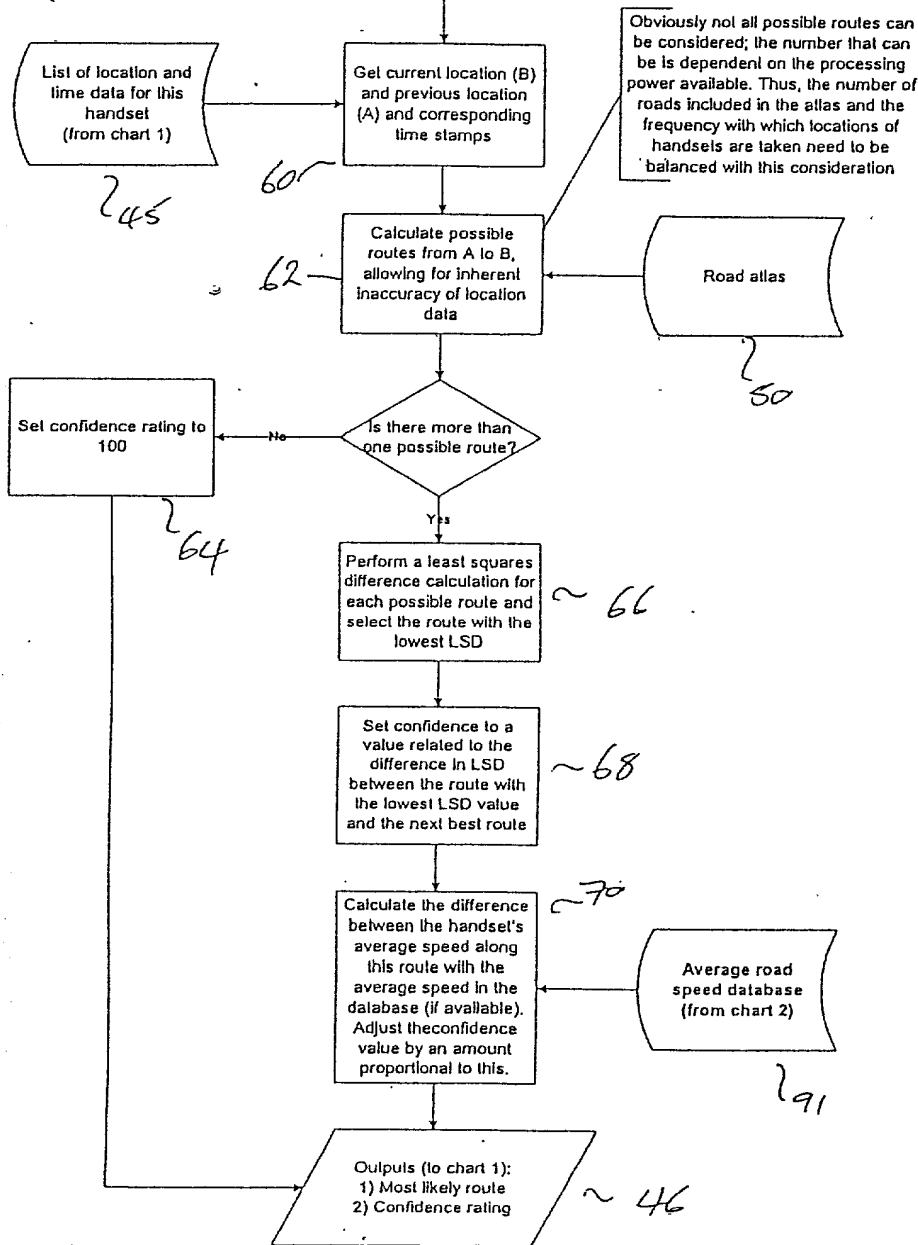 List of location and
time data for this
handset
(from chart 1)
45
Get current location (B)
and previous location
(A) and corresponding
time stamps
60
Obviously not all possible routes can
be considered; the number that can
be is dependent on the processing
power available. Thus, the number of
roads included in the atlas and the
frequency with which locations of
handsets are taken need to be
balanced with this consideration
Calculate possible
routes from A to B,
allowing for inherent
inaccuracy of location
data
62
Road atlas
50
Is there more than
one possible route?
No
Set confidence rating to
100
64
Yes
Perform a least squares
difference calculation for
each possible route and
select the route with the
lowest LSD
66
Set confidence to a
value related to the
difference in LSD
between the route with
the lowest LSD value
and the next best route
68
Calculate the difference
between the handset's
average speed along
this route with the
average speed in the
database (if available).
Adjust theconfidence
value by an amount
proportional to this.
70
Average road
speed database
(from chart 2)
91
Outputs (to chart 1):
1) Most likely route
2) Confidence rating
46